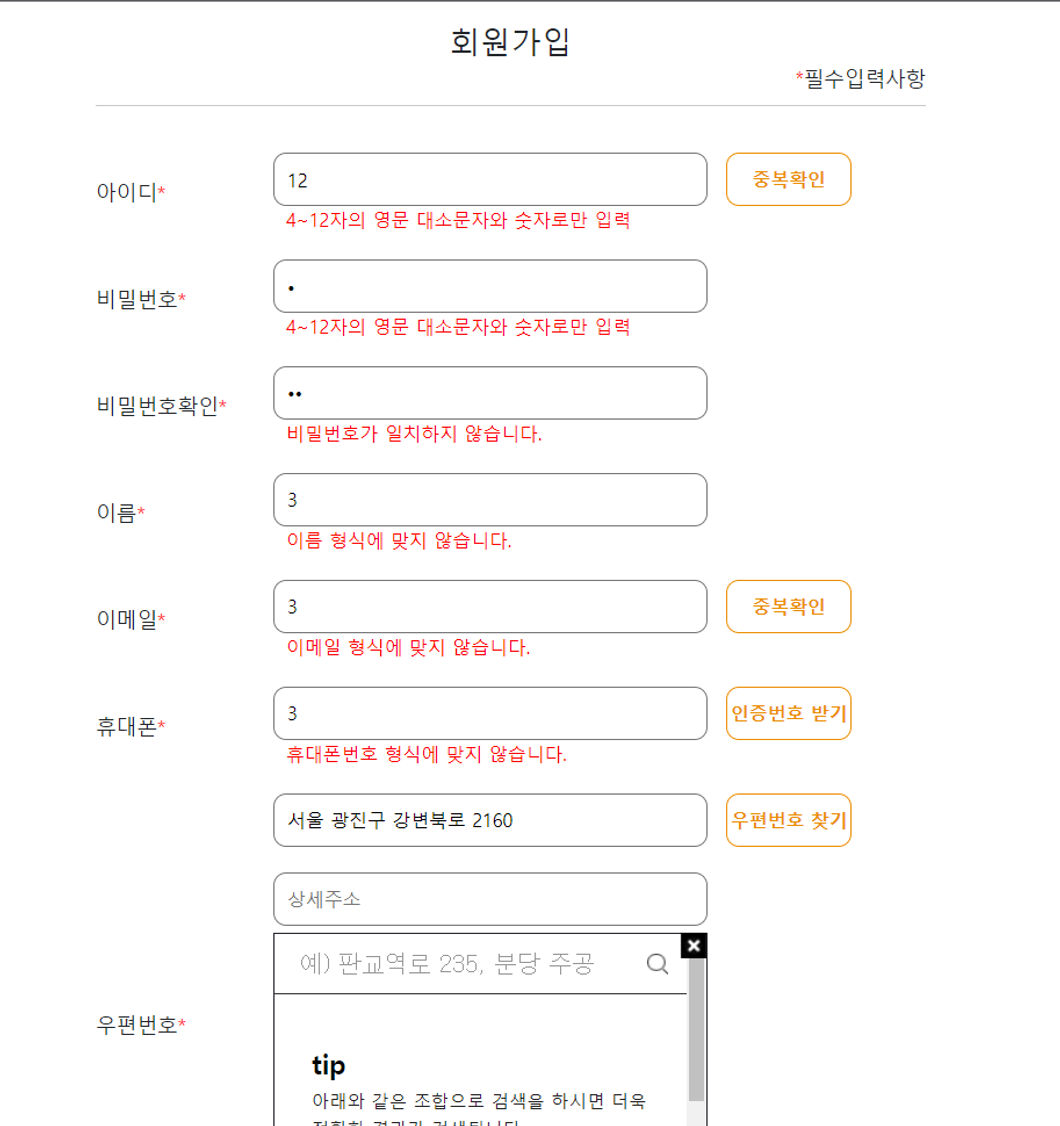 회원가입
*필수입력사항
아이디*
12
중복확인
4~12자의 영문 대소문자와 숫자로만 입력
비밀번호*
•
4~12자의 영문 대소문자와 숫자로만 입력
비밀번호확인*
••
비밀번호가 일치하지 않습니다.
이름*
3
이름 형식에 맞지 않습니다.
이메일*
3
중복확인
이메일 형식에 맞지 않습니다.
휴대폰*
3
인증번호 받기
휴대폰번호 형식에 맞지 않습니다.
서울 광진구 강변북로 2160
우편번호 찾기
상세주소
예) 판교역로 235, 분당 주공
우편번호*
tip
아래와 같은 조합으로 검색을 하시면 더욱